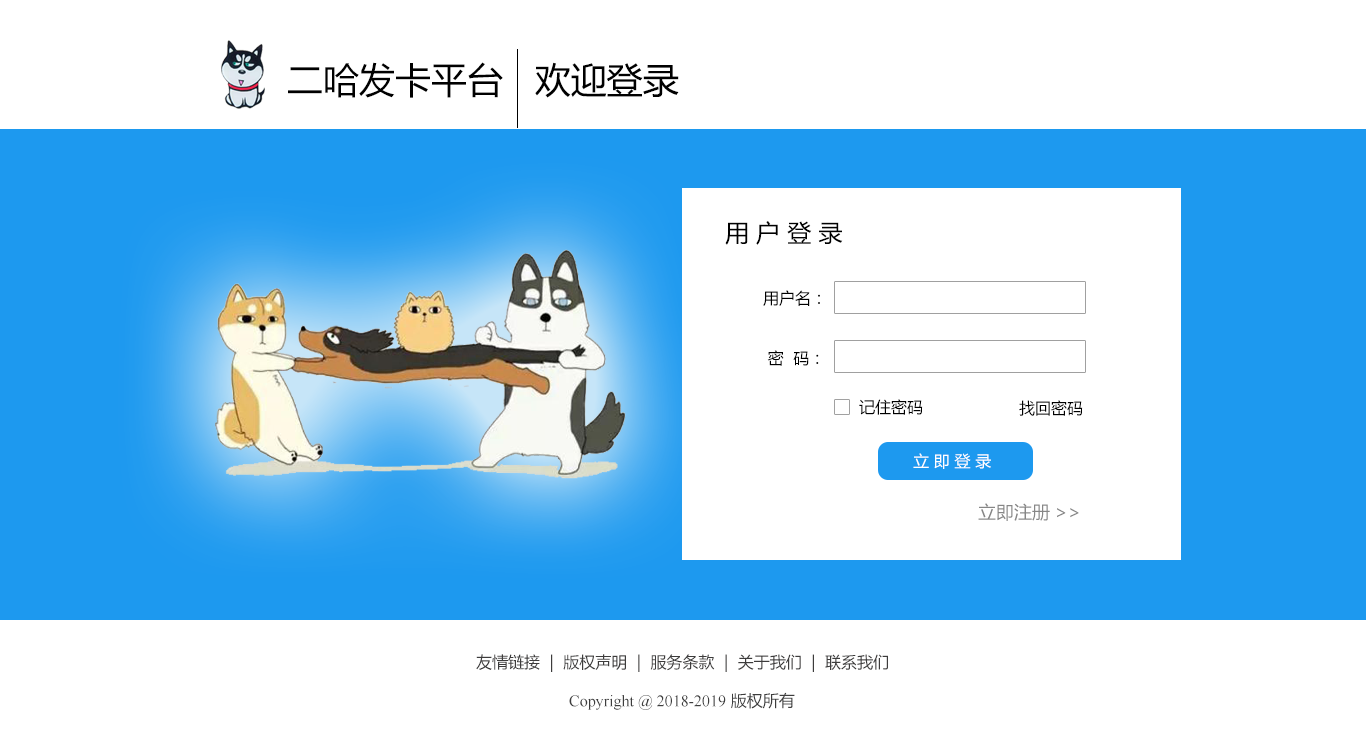 二哈发卡平台 欢迎登录
用户登录
用户名：
密 码：
记住密码 找回密码
立即登录
立即注册 >>
友情链接 | 版权声明 | 服务条款 | 关于我们 | 联系我们
Copyright @ 2018-2019 版权所有